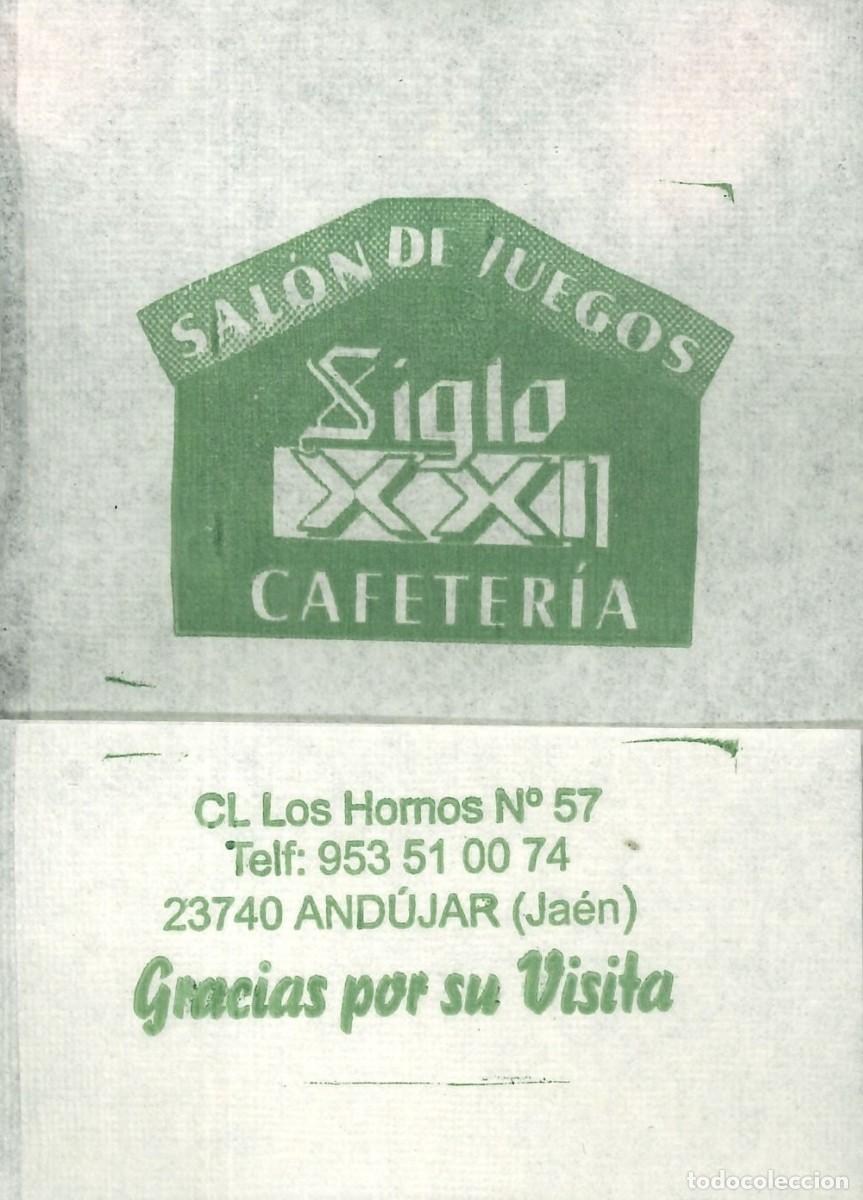 SALÓN DE JUEGOS
Siglo
XXI
CAFETERÍA
CL Los Hornos Nº 57
Telf: 953 51 00 74
23740 ANDÚJAR (Jaén)
Gracias por su Visita
todocoleccion